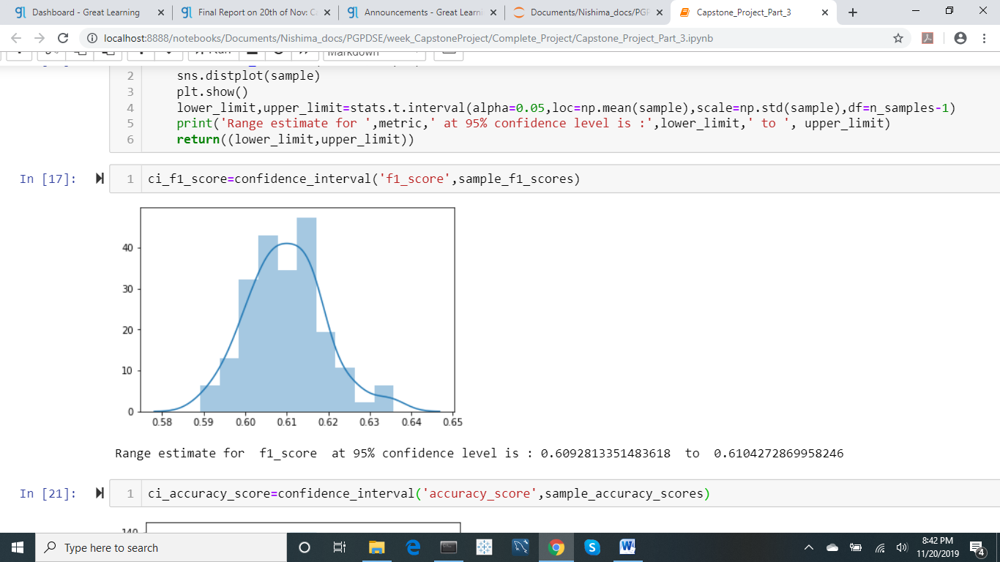 Dashboard - Great Learning
Final Report on 20th of Nov: C
Announcements - Great Learni
Documents/Nishima_docs/PGP
Capstone_Project_Part_3
localhost:8888/notebooks/Documents/Nishima_docs/PGPDSE/week_CapstoneProject/Complete_Project/Capstone_Project_Part_3.ipynb
Run
Markdown
2 sns.distplot(sample)
3 plt.show()
4 lower_limit,upper_limit=stats.t.interval(alpha=0.05,loc=np.mean(sample),scale=np.std(sample),df=n_samples-1)
5 print('Range estimate for ',metric,' at 95% confidence level is :',lower_limit,' to ', upper_limit)
6 return((lower_limit,upper_limit))
In [17]: 1 ci_f1_score=confidence_interval('f1_score',sample_f1_scores)
40
30
20
10
0
0.58 0.59 0.60 0.61 0.62 0.63 0.64 0.65
Range estimate for  f1_score  at 95% confidence level is : 0.6092813351483618  to  0.6104272869958246
In [21]: 1 ci_accuracy_score=confidence_interval('accuracy_score',sample_accuracy_scores)
140
Type here to search
8:42 PM
11/20/2019
4